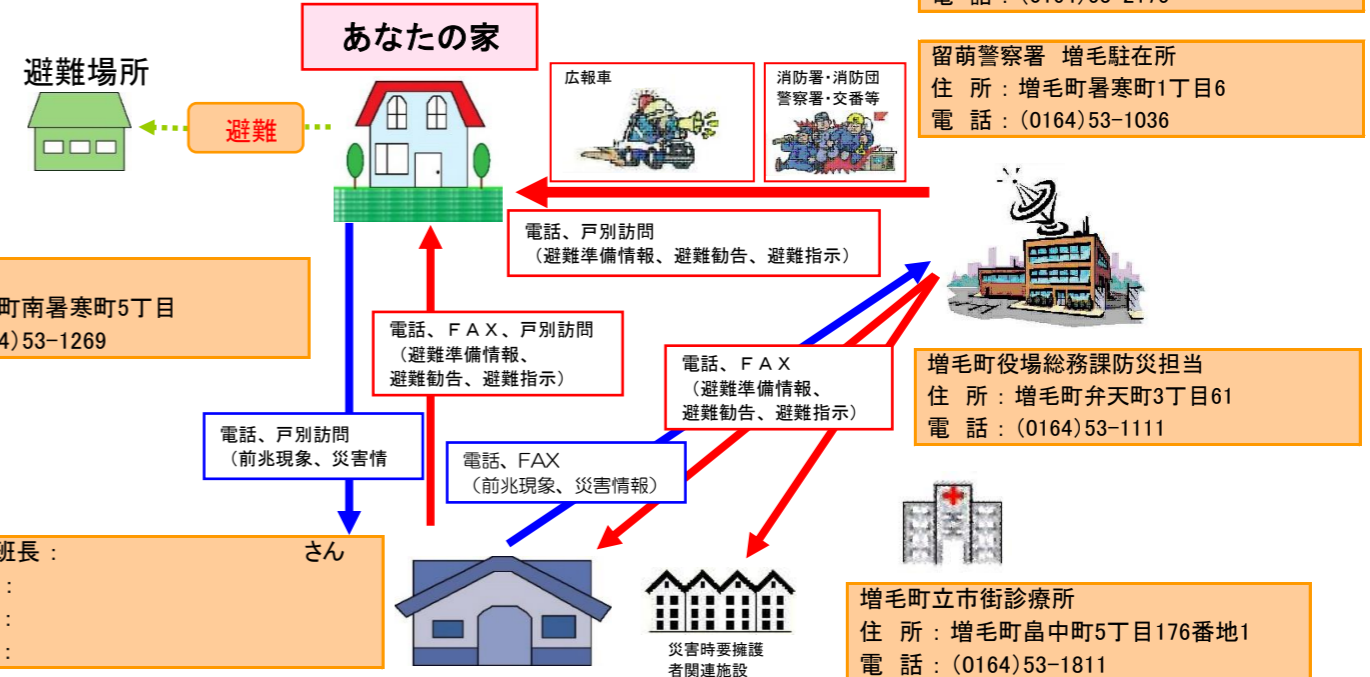 あなたの家
避難場所
避難
広報車
消防署・消防団
警察署・交番等
留萌警察署 増毛駐在所
住 所：増毛町暑寒町1丁目6
電 話：(0164)53-1036
電話、戸別訪問
（避難準備情報、避難勧告、避難指示）
町南暑寒町5丁目
4)53-1269
電話、ＦＡＸ、戸別訪問
（避難準備情報、
避難勧告、避難指示）
電話、ＦＡＸ
（避難準備情報、
避難勧告、避難指示）
増毛町役場総務課防災担当
住 所：増毛町弁天町3丁目61
電 話：(0164)53-1111
電話、戸別訪問
（前兆現象、災害情
電話、FAX
（前兆現象、災害情報）
班長： さん
：
：
：
災害時要擁護
者関連施設
増毛町立市街診療所
住 所：増毛町畠中町5丁目176番地1
電 話：(0164)53-1811